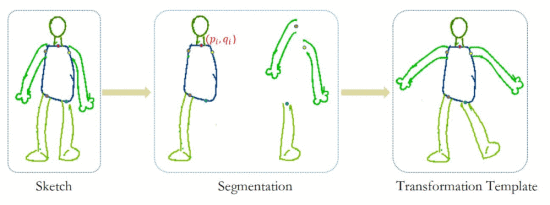 {pᵢ, qᵢ}
Sketch
Segmentation
Transformation Template